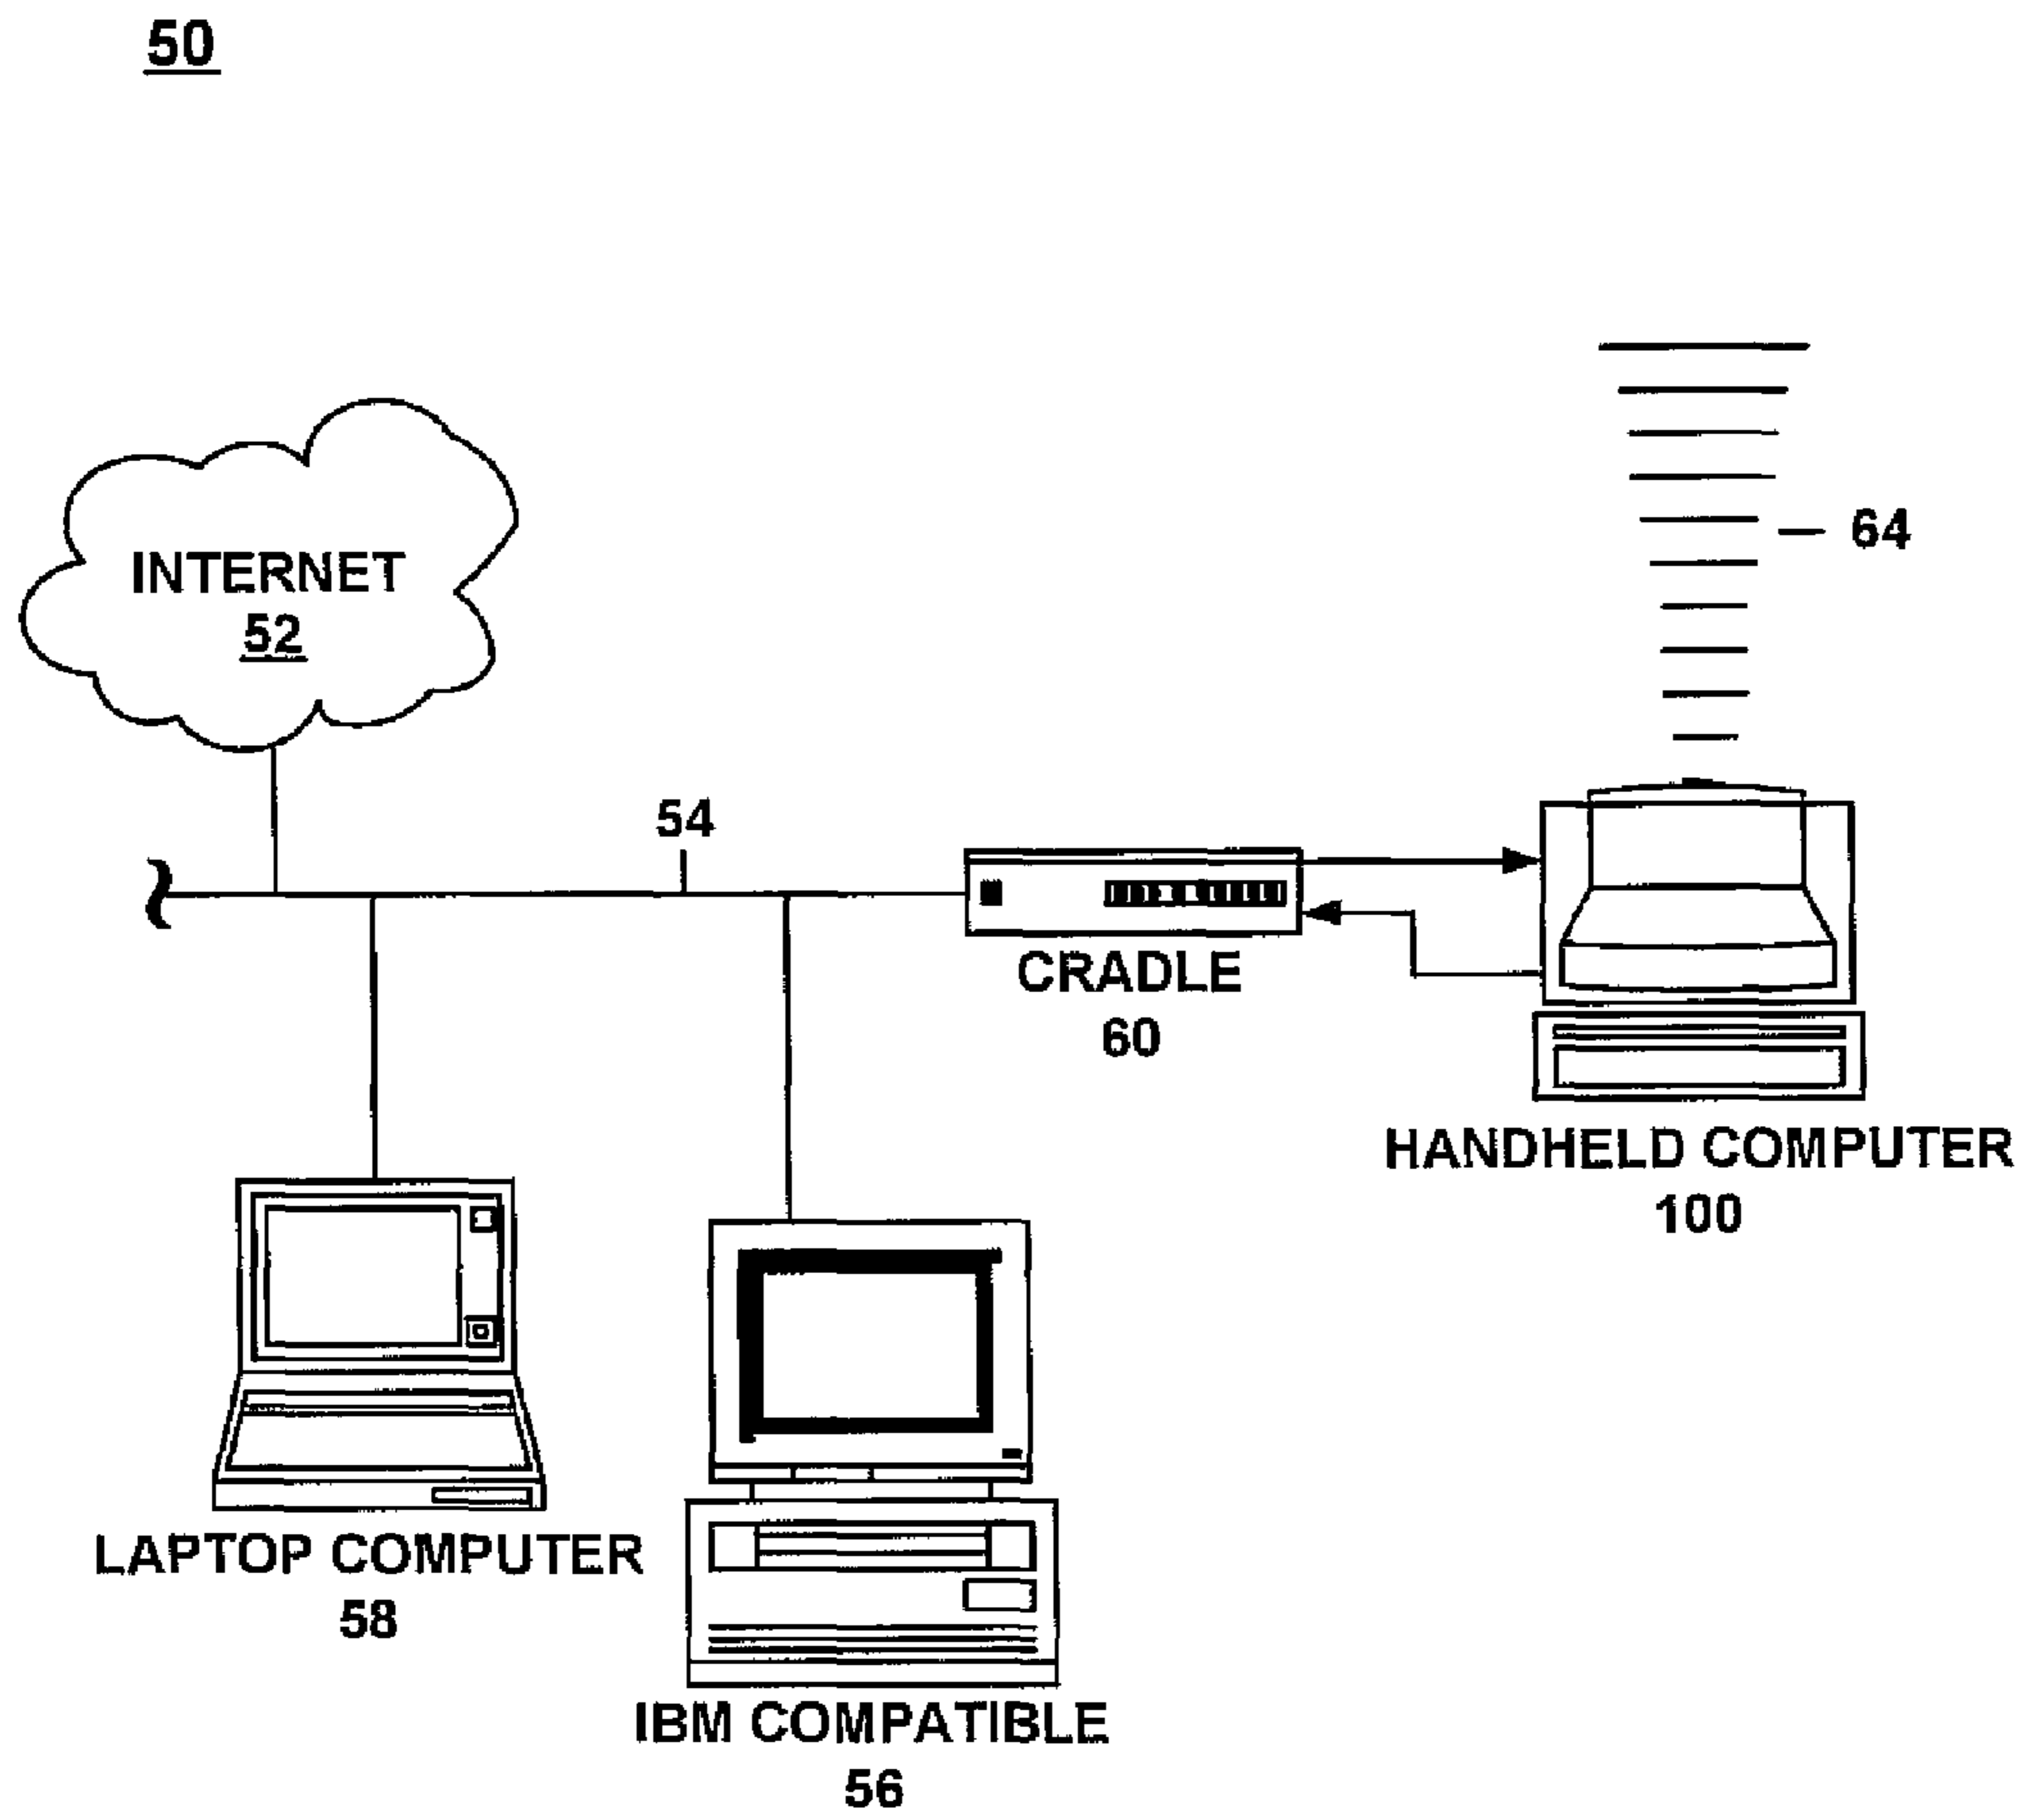 50
INTERNET
52
64
54
CRADLE
60
HANDHELD COMPUTER
100
LAPTOP COMPUTER
58
IBM COMPATIBLE
56